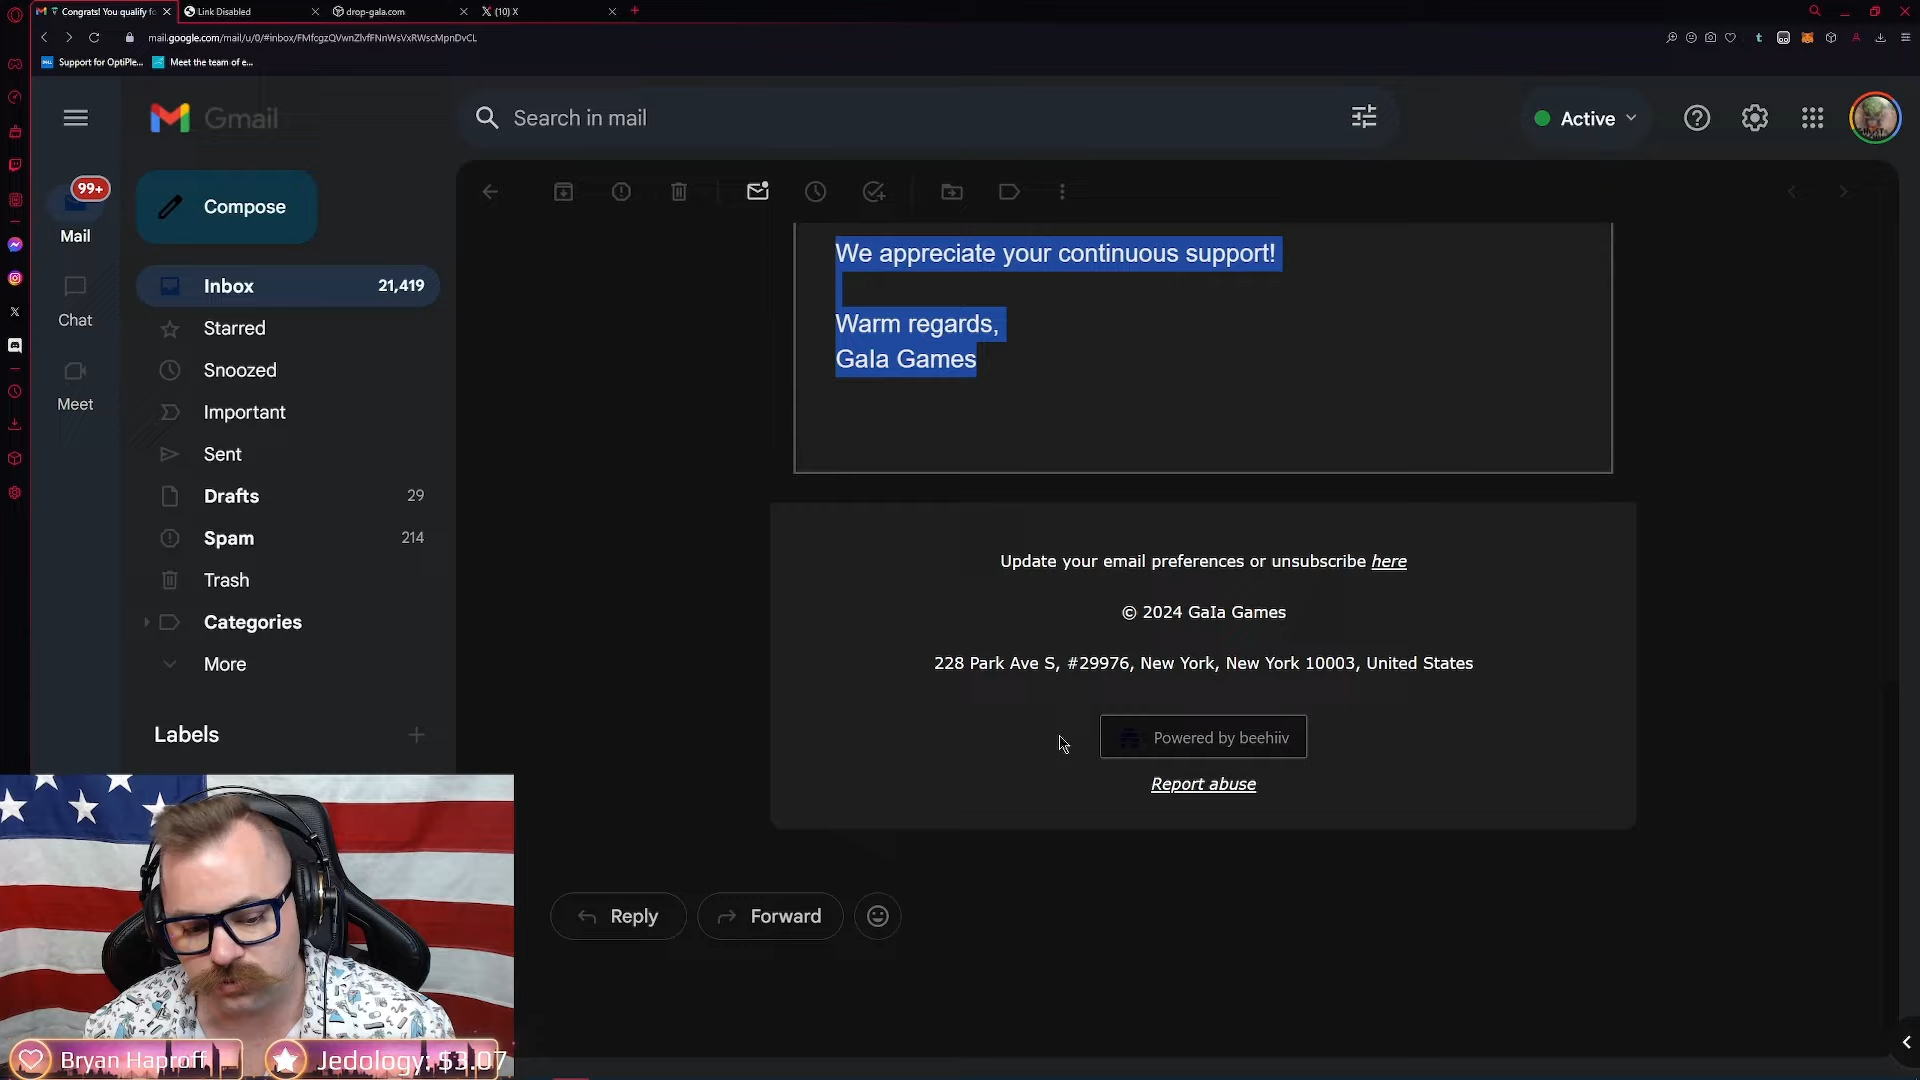 Congrats! You qualify fo
Link Disabled
drop-gala.com
(10) X
mail.google.com/mail/u/0/#inbox/FMfcgzQVwnZlvfFNnWsVxRWscMpnDvCL
Support for OptiPle...
Meet the team of e...
Gmail
Search in mail
Active
99+
Mail
Chat
Meet
Compose
Inbox 21,419
Starred
Snoozed
Important
Sent
Drafts 29
Spam 214
Trash
Categories
More
Labels
We appreciate your continuous support!
Warm regards,
Gala Games
Update your email preferences or unsubscribe here
© 2024 GaIa Games
228 Park Ave S, #29976, New York, New York 10003, United States
Powered by beehiiv
Report abuse
Reply
Forward
Bryan Haproff
Jedology: $3.07